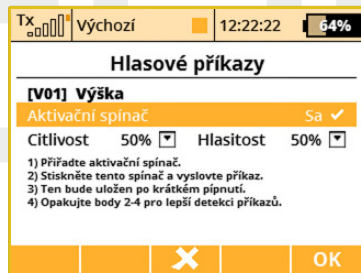 Tx Výchozí 12:22:22 64%
Hlasové příkazy
[V01] Výška
Aktivační spínač Sa
Citlivost 50% Hlasitost 50%
1) Přiřaďte aktivační spínač.
2) Stiskněte tento spínač a vyslovte příkaz.
3) Ten bude uložen po krátkém pípnutí.
4) Opakujte body 2-4 pro lepší detekci příkazů.
OK